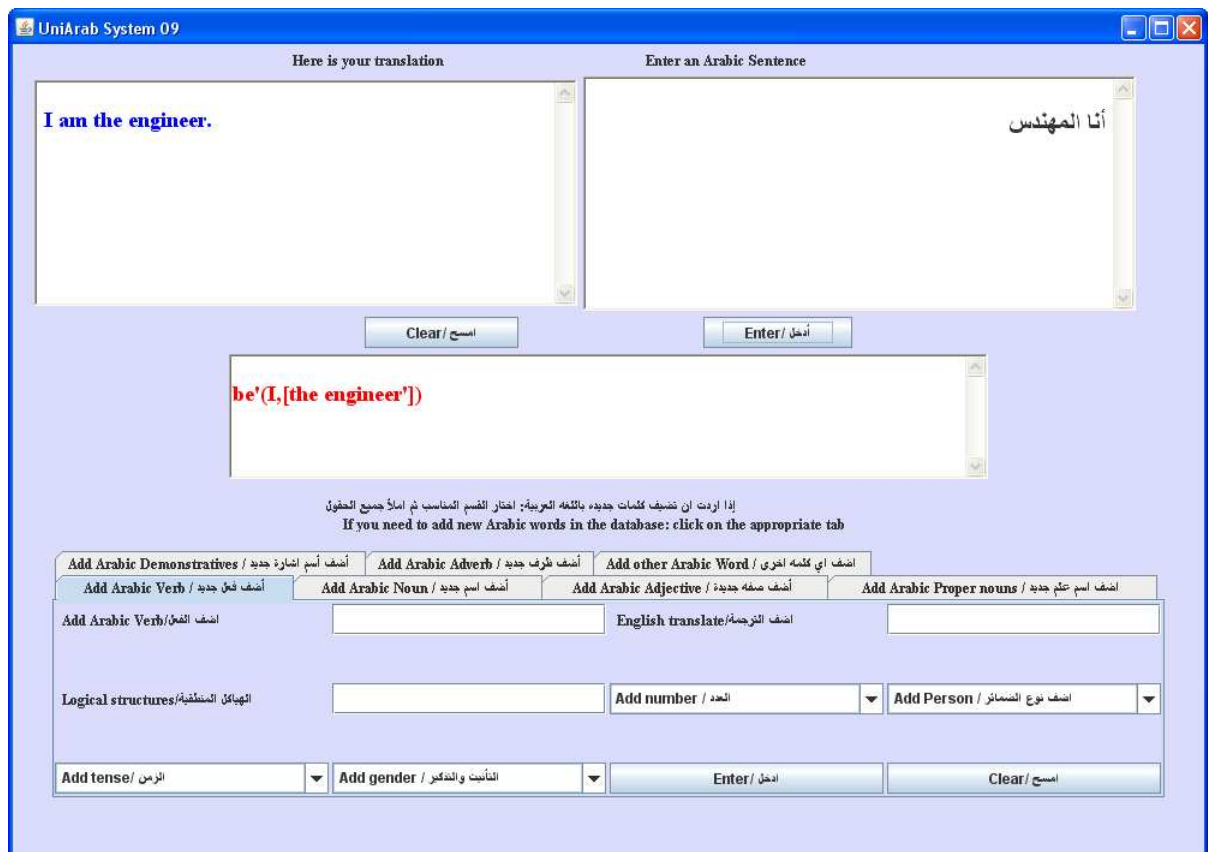 UniArab System 09
Here is your translation
Enter an Arabic Sentence
I am the engineer.
أنا المهندس
Clear/ امسح
Enter/ أدخل
be'(I,[the engineer'])
إذا اردت ان تضيف كلمات جديده باللغه العربية: اختار القسم المناسب ثم املأ جميع الحقول
If you need to add new Arabic words in the database: click on the appropriate tab
Add Arabic Demonstratives / أضف أسم اشارة جديد
Add Arabic Adverb / أضف ظرف جديد
Add other Arabic Word / اضف اي كلمه اخرى
Add Arabic Verb / أضف فعل جديد
Add Arabic Noun / أضف اسم جديد
Add Arabic Adjective / أضف صفه جديدة
Add Arabic Proper nouns / اضف اسم علم جديد
Add Arabic Verb/اضف الفعل
English translate/اضف الترجمة
Logical structures/الهياكل المنطقية
Add number / العدد
Add Person / اضف نوع الضمائر
Add tense/ الزمن
Add gender / التأنيت والتذكير
Enter/ ادخل
Clear/ امسح